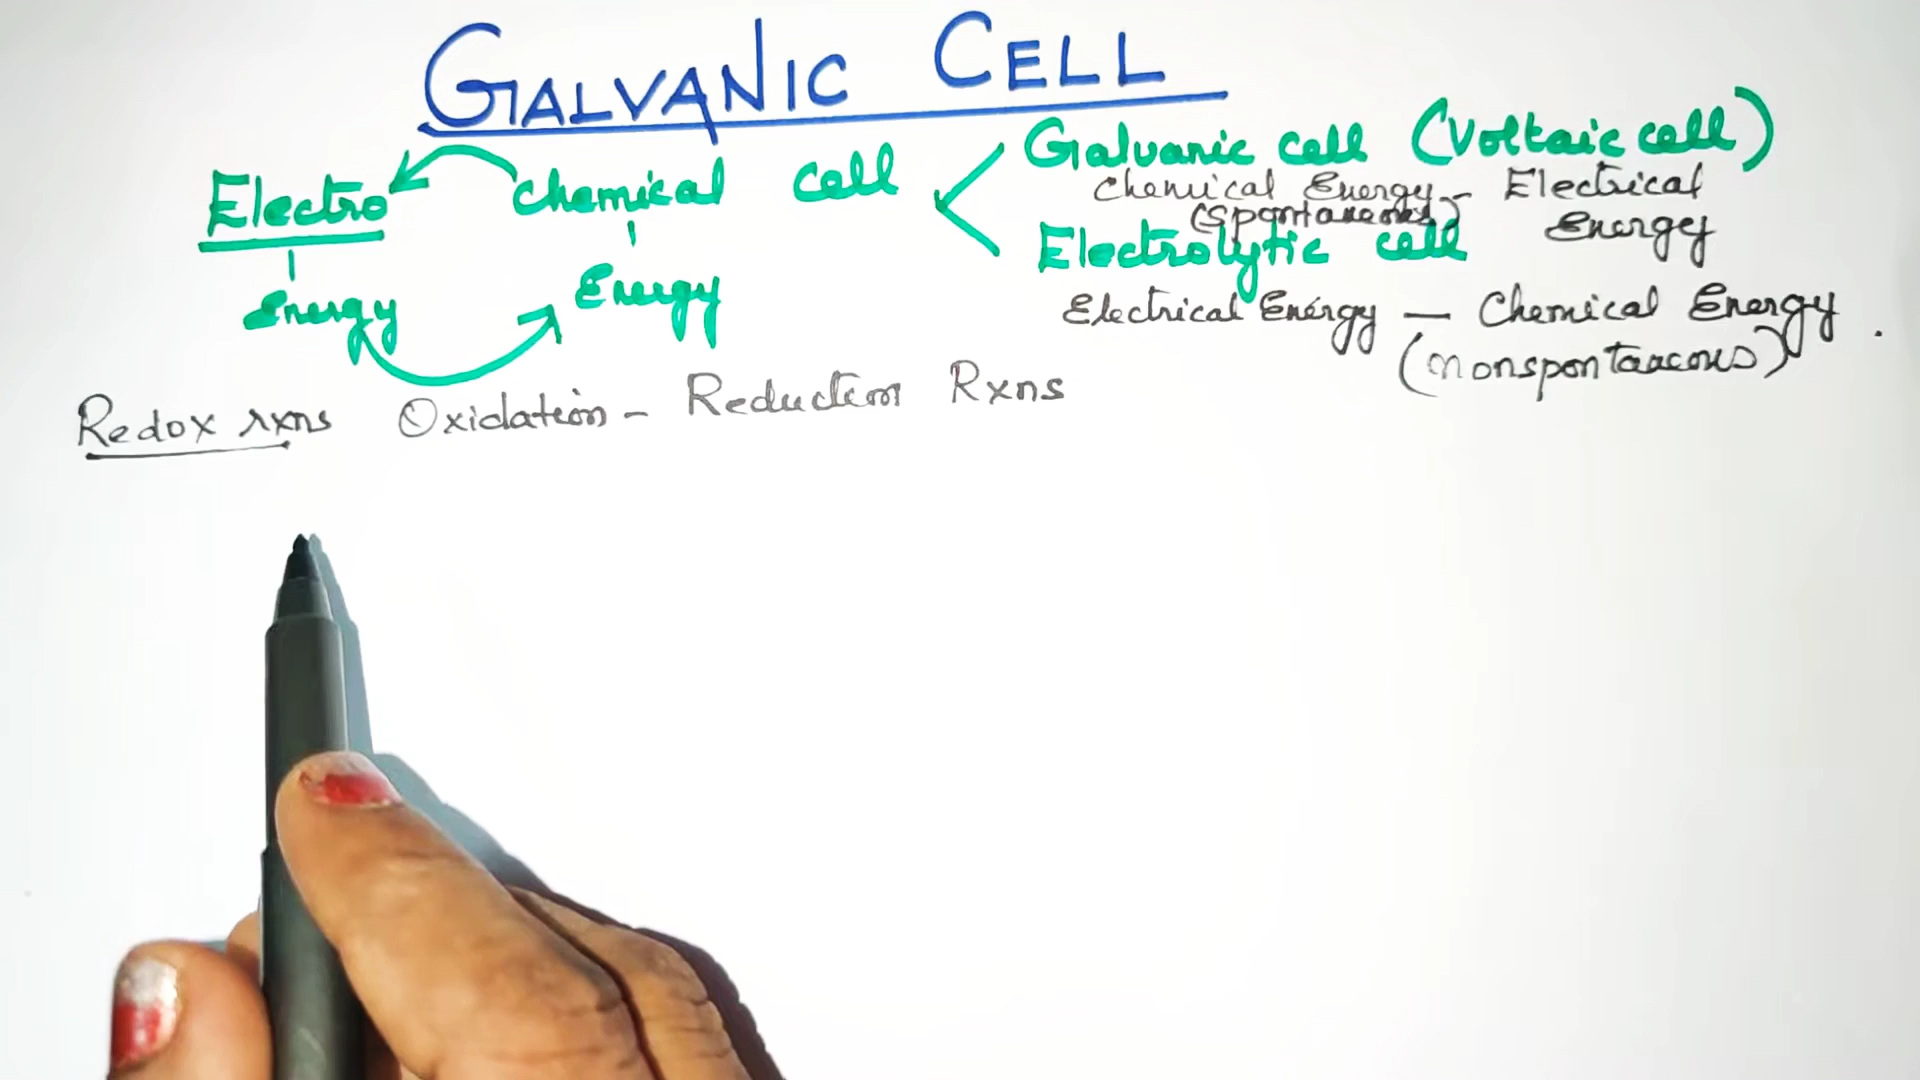 GALVANIC CELL
Electro chemical cell
Energy Energy
Galvanic cell (Voltaic cell)
Chemical Energy - Electrical Energy
(Spontaneous)
Electrolytic cell
Electrical Energy — Chemical Energy.
(nonspontaneous)
Redox rxns Oxidation - Reduction Rxns